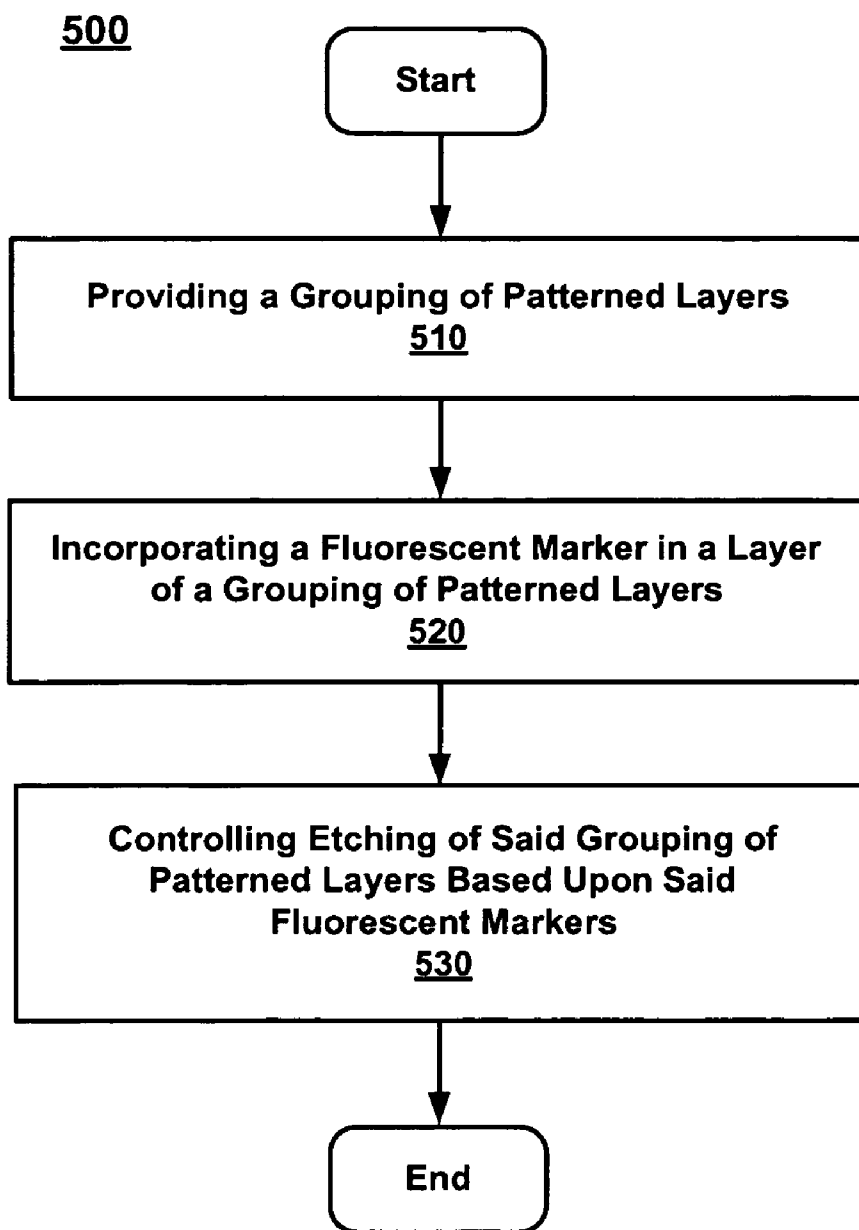 500
Start
Providing a Grouping of Patterned Layers
510
Incorporating a Fluorescent Marker in a Layer
of a Grouping of Patterned Layers
520
Controlling Etching of Said Grouping of
Patterned Layers Based Upon Said
Fluorescent Markers
530
End